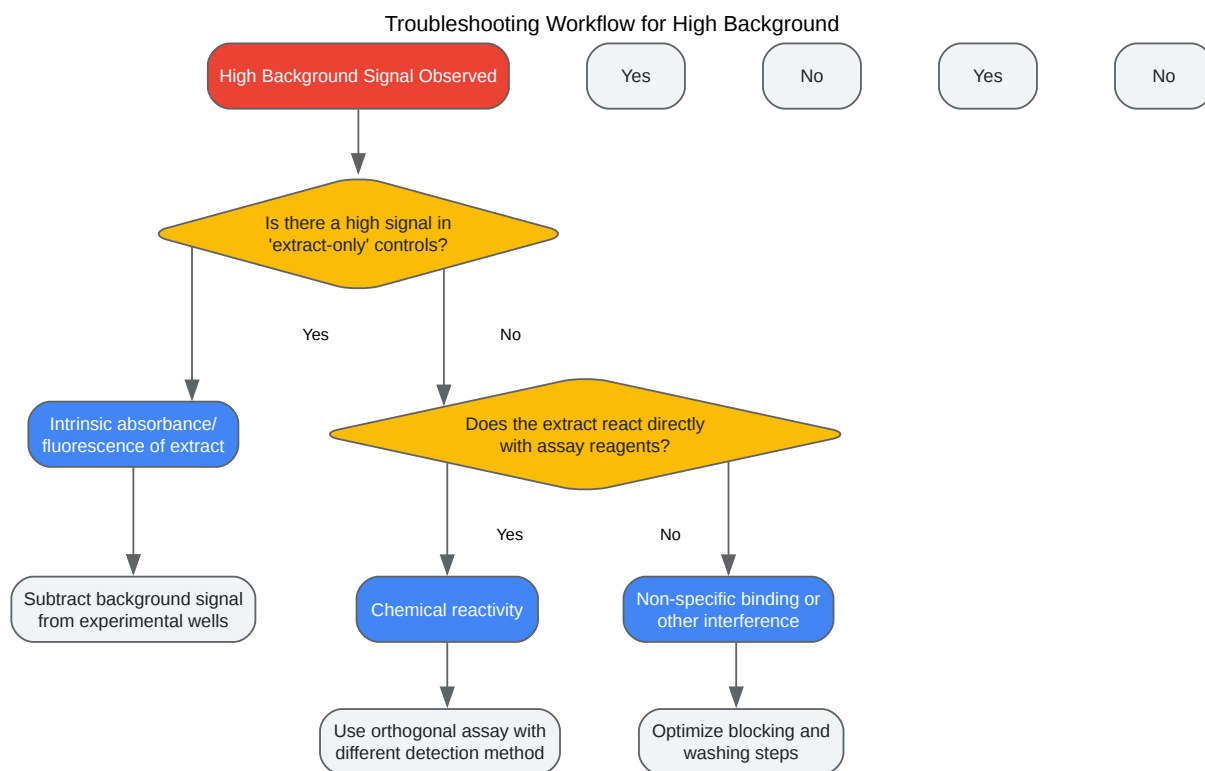 Troubleshooting Workflow for High Background
High Background Signal Observed
Yes
No
Yes
No
Is there a high signal in
'extract-only' controls?
Yes
No
Intrinsic absorbance/
fluorescence of extract
Does the extract react directly
with assay reagents?
Yes
No
Subtract background signal
from experimental wells
Chemical reactivity
Non-specific binding or
other interference
Use orthogonal assay with
different detection method
Optimize blocking and
washing steps